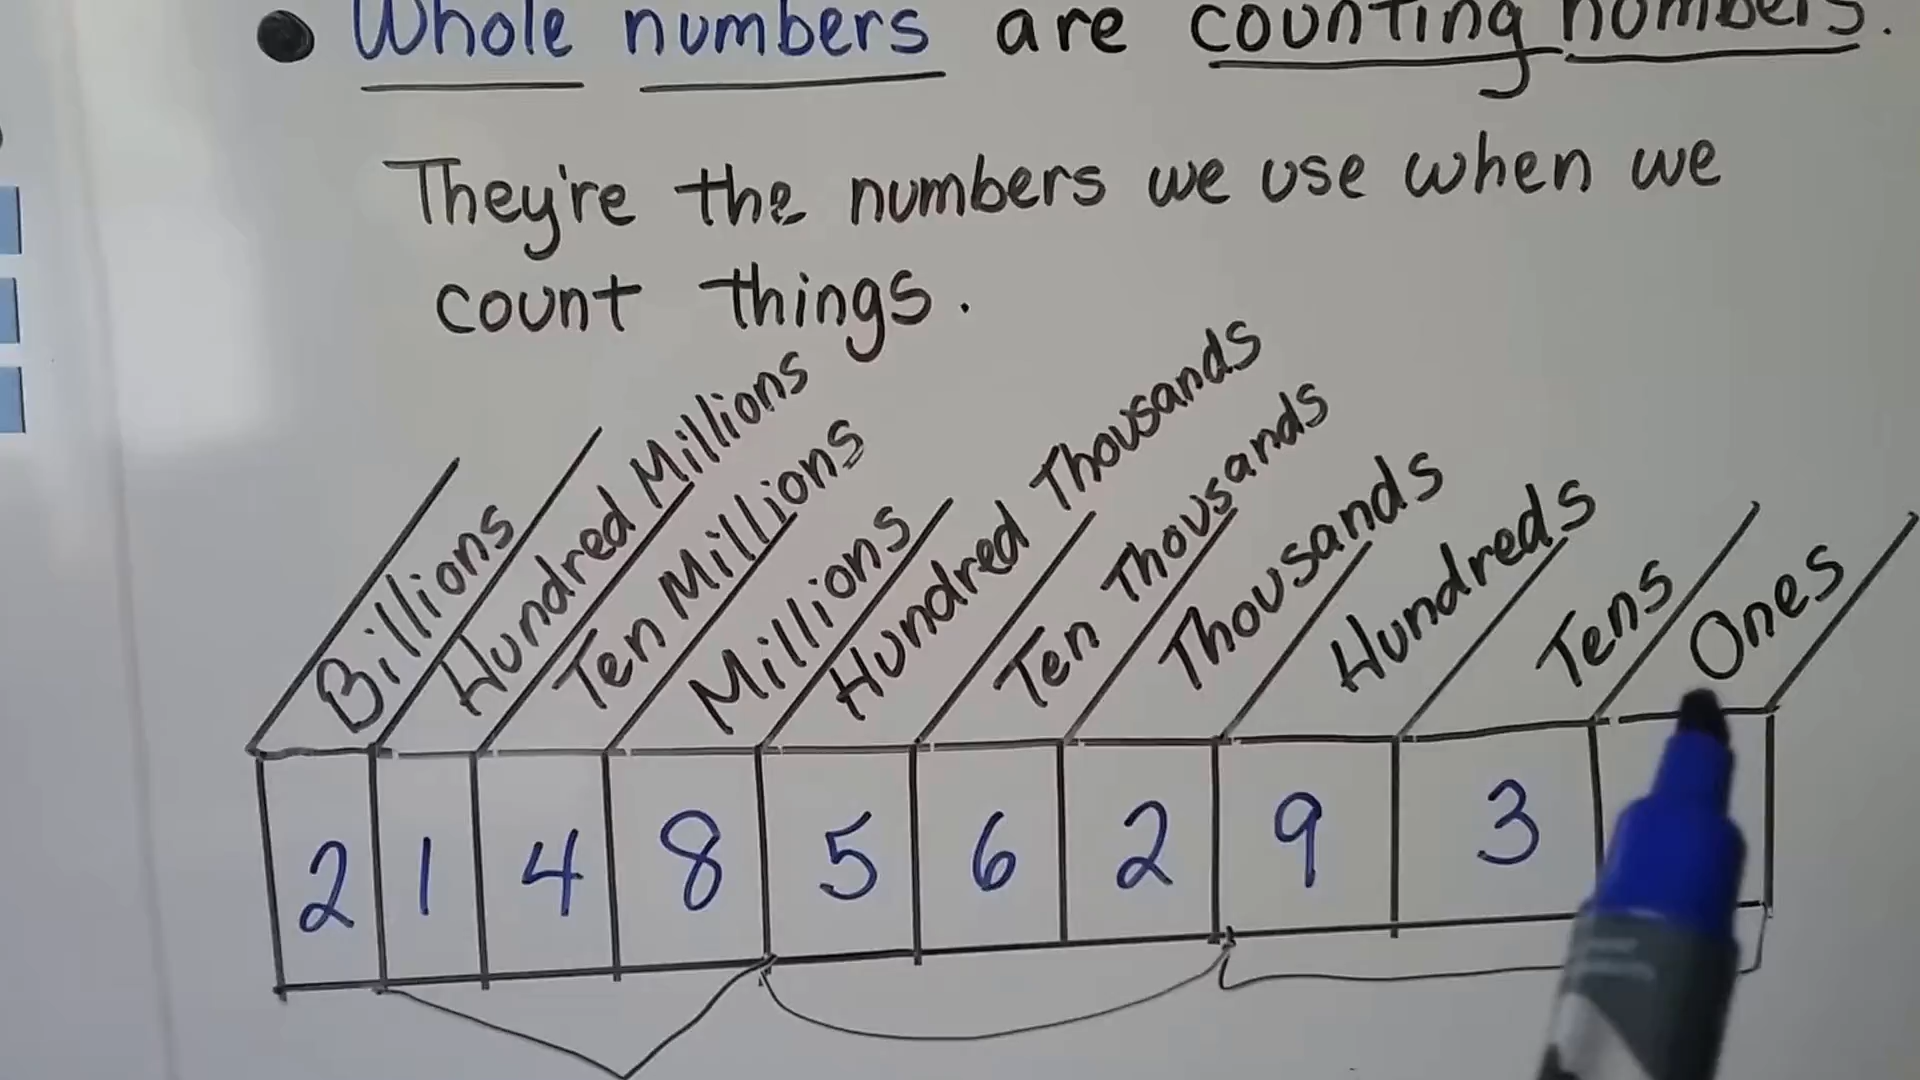 Whole numbers are counting numbers.
They're the numbers we use when we
count things.
Billions
Hundred Millions
Ten Millions
Millions
Hundred Thousands
Ten Thousands
Thousands
Hundreds
Tens
Ones
2 1 4 8 5 6 2 9 3